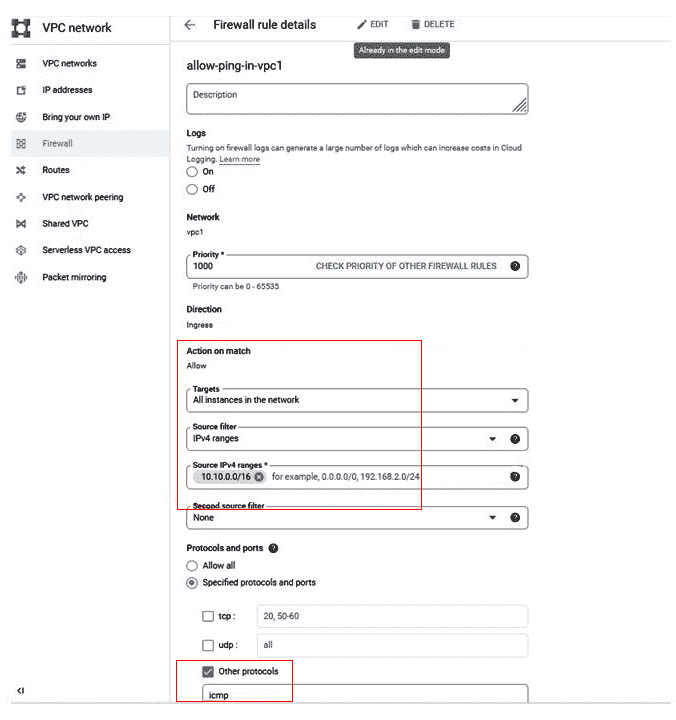 VPC network
VPC networks
IP addresses
Bring your own IP
Firewall
Routes
VPC network peering
Shared VPC
Serverless VPC access
Packet mirroring
Firewall rule details
EDIT
DELETE
Already in the edit mode
allow-ping-in-vpc1
Description
Logs
Turning on firewall logs can generate a large number of logs which can increase costs in Cloud
Logging. Learn more
On
Off
Network
vpc1
Priority *
1000 CHECK PRIORITY OF OTHER FIREWALL RULES
Priority can be 0 - 65535
Direction
Ingress
Action on match
Allow
Targets
All instances in the network
Source filter
IPv4 ranges
Source IPv4 ranges *
10.10.0.0/16 for example, 0.0.0.0/0, 192.168.2.0/24
Second source filter
None
Protocols and ports
Allow all
Specified protocols and ports
tcp : 20, 50-60
udp : all
Other protocols
icmp